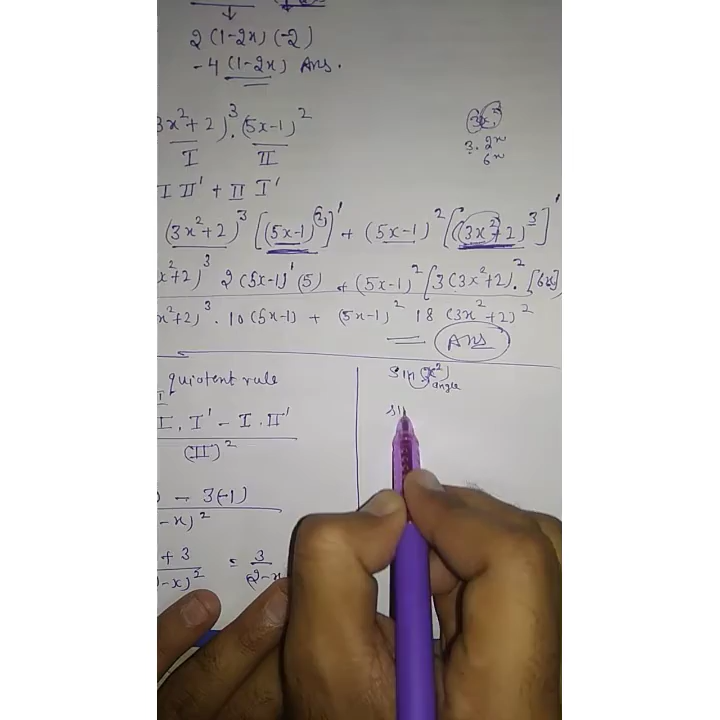 2 (1-2x) (-2)
-4 (1-2x) Ans.
3x²+2)³ . (5x-1)²
I II
I II' + II I'
3x²
3. 2x
6x
(3x²+2)³ [(5x-1)²]' + (5x-1)² [(3x²+2)³]'
x²+2)³ 2 (5x-1)' (5) + (5x-1)² [3 (3x²+2)². [6x]
x²+2)³ . 10 (5x-1) + (5x-1)² 18 (3x²+2)²
Ans
quiotent rule
I . I' - I . II'
(II)²
) - 3(-1)
-x)²
+ 3 = 3
)-x)² (2-x
sin(x²)
angle